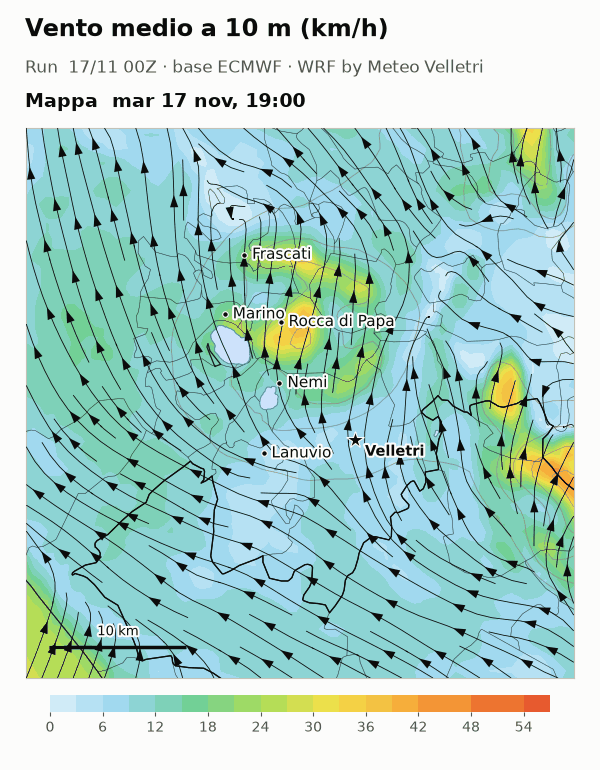 Vento medio a 10 m (km/h)
Run  17/11 00Z · base ECMWF · WRF by Meteo Velletri
Mappa  mar 17 nov, 19:00
Frascati
Marino
Rocca di Papa
Nemi
Velletri
Lanuvio
10 km
0 6 12 18 24 30 36 42 48 54